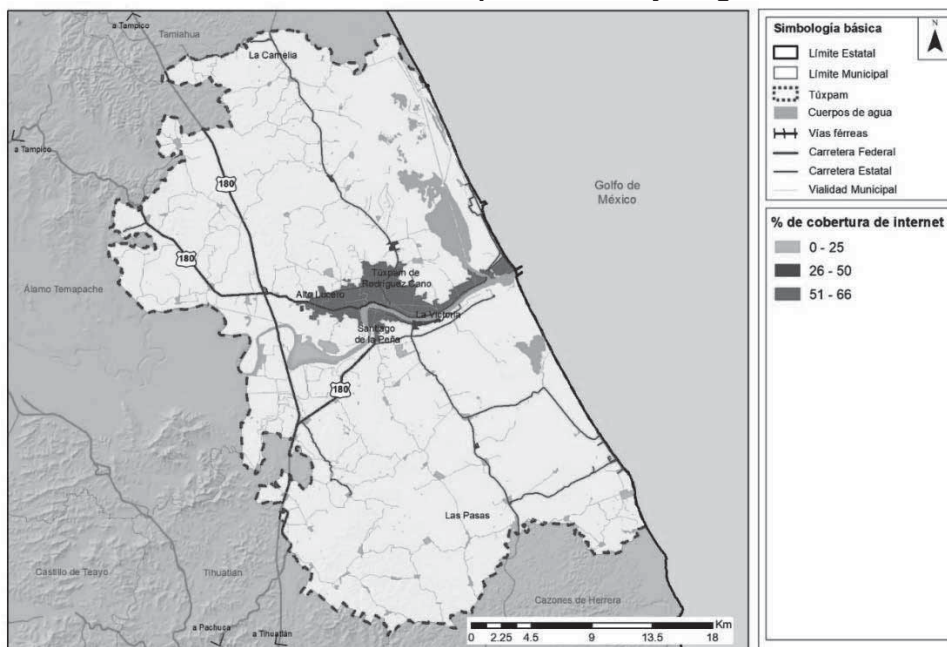 a Tampico
Tamiahua
La Camelia
a Tampico
180
Golfo de
México
180
Álamo Temapache
Túxpam de
Rodríguez Cano
Alto Lucero
La Victoria
Santiago
de la Peña
180
Las Pasas
Castillo de Teayo
Tihuatlán
Cazones de Herrera
a Pachuca
a Tihuatlán
Km
0 2.25 4.5 9 13.5 18
Simbología básica
N
Límite Estatal
Límite Municipal
Túxpam
Cuerpos de agua
Vías férreas
Carretera Federal
Carretera Estatal
Vialidad Municipal
% de cobertura de internet
0 - 25
26 - 50
51 - 66